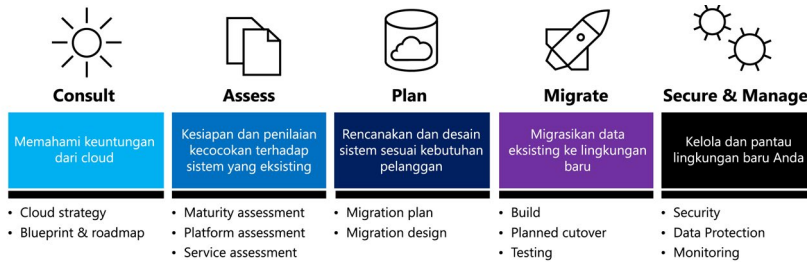 Consult
Memahami keuntungan
dari cloud
• Cloud strategy
• Blueprint & roadmap
Assess
Kesiapan dan penilaian
kecocokan terhadap
sistem yang eksisting
• Maturity assessment
• Platform assessment
• Service assessment
Plan
Rencanakan dan desain
sistem sesuai kebutuhan
pelanggan
• Migration plan
• Migration design
Migrate
Migrasikan data
eksisting ke lingkungan
baru
• Build
• Planned cutover
• Testing
Secure & Manage
Kelola dan pantau
lingkungan baru Anda
• Security
• Data Protection
• Monitoring